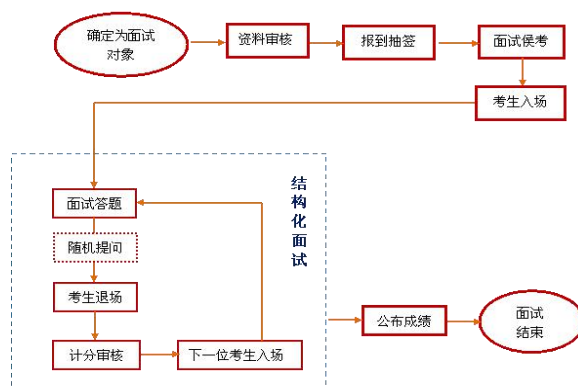 确定为面试
对象
资料审核
报到抽签
面试侯考
考生入场
结构化面试
面试答题
随机提问
考生退场
计分审核
下一位考生入场
公布成绩
面试
结束